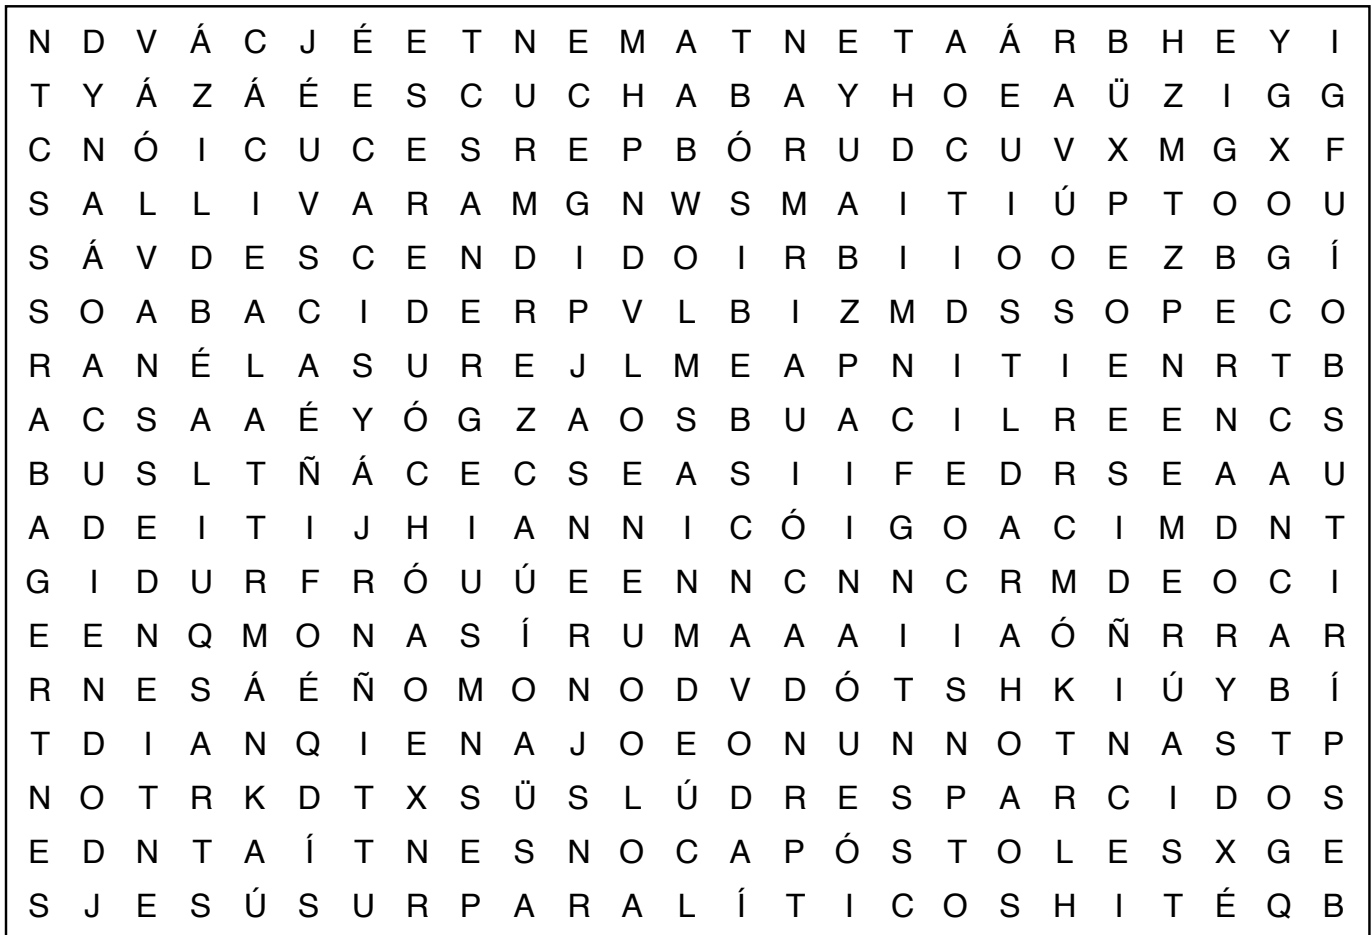 N D V Á C J É E T N E M A T N E T A Á R B H E Y I
T Y Á Z Á É E S C U C H A B A Y H O E A Ü Z I G G
C N Ó I C U C E S R E P B Ó R U D C U V X M G X F
S A L L I V A R A M G N W S M A I T I Ú P T O O U
S Á V D E S C E N D I D O I R B I I O O E Z B G Í
S O A B A C I D E R P V L B I Z M D S S O P E C O
R A N É L A S U R E J L M E A P N I T I E N R T B
A C S A A É Y Ó G Z A O S B U A C I L R E E N C S
B U S L T Ñ Á C E C S E A S I I F E D R S E A A U
A D E I T I J H I A N N I C Ó I G O A C I M D N T
G I D U R F R Ó U Ú E E N N C N N C R M D E O C I
E E N Q M O N A S Í R U M A A A I I A Ó Ñ R R A R
R N E S Á É Ñ O M O N O D V D Ó T S H K I Ú Y B Í
T D I A N Q I E N A J O E O N U N N O T N A S T P
N O T R K D T X S Ü S L Ú D R E S P A R C I D O S
E D N T A Í T N E S N O C A P Ó S T O L E S X G E
S J E S Ú S U R P A R A L Í T I C O S H I T É Q B